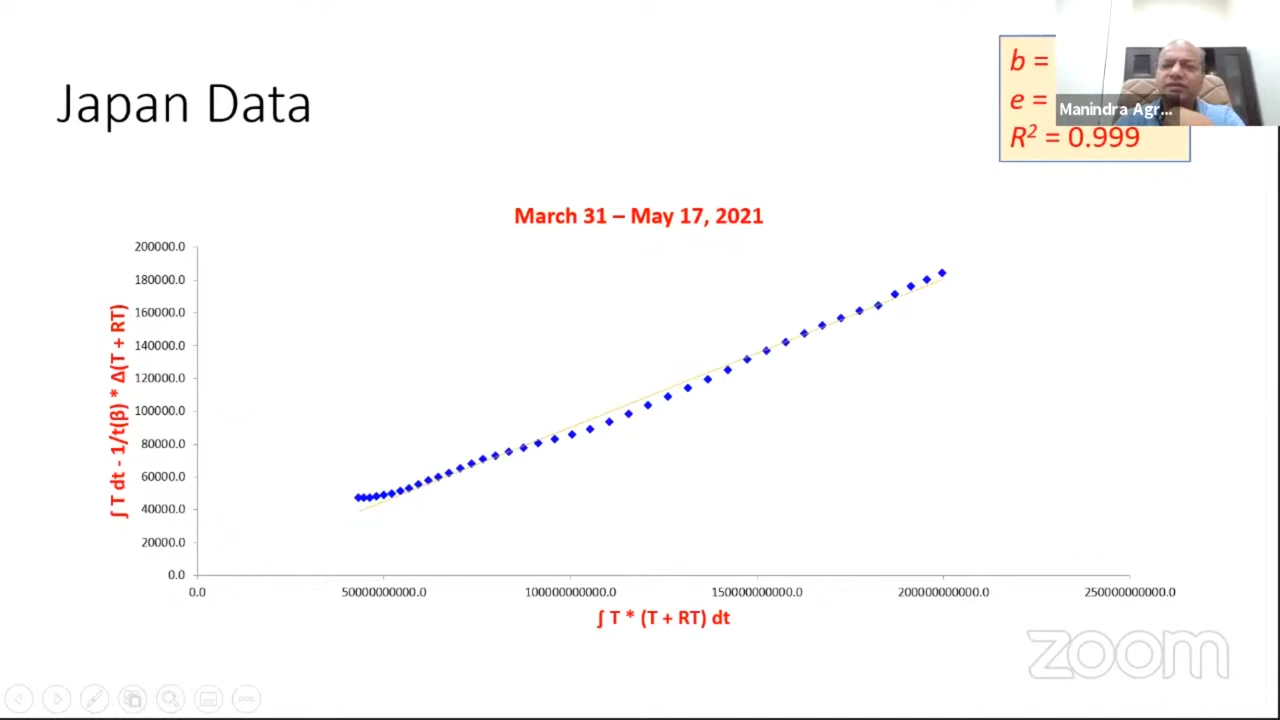 Japan Data
b =
e =
R² = 0.999
Manindra Agr...
March 31 – May 17, 2021
200000.0
180000.0
160000.0
140000.0
120000.0
100000.0
80000.0
60000.0
40000.0
20000.0
0.0
∫ T dt - 1/t(β) * Δ(T + RT)
0.0 50000000000.0 100000000000.0 150000000000.0 200000000000.0 250000000000.0
∫ T * (T + RT) dt
zoom